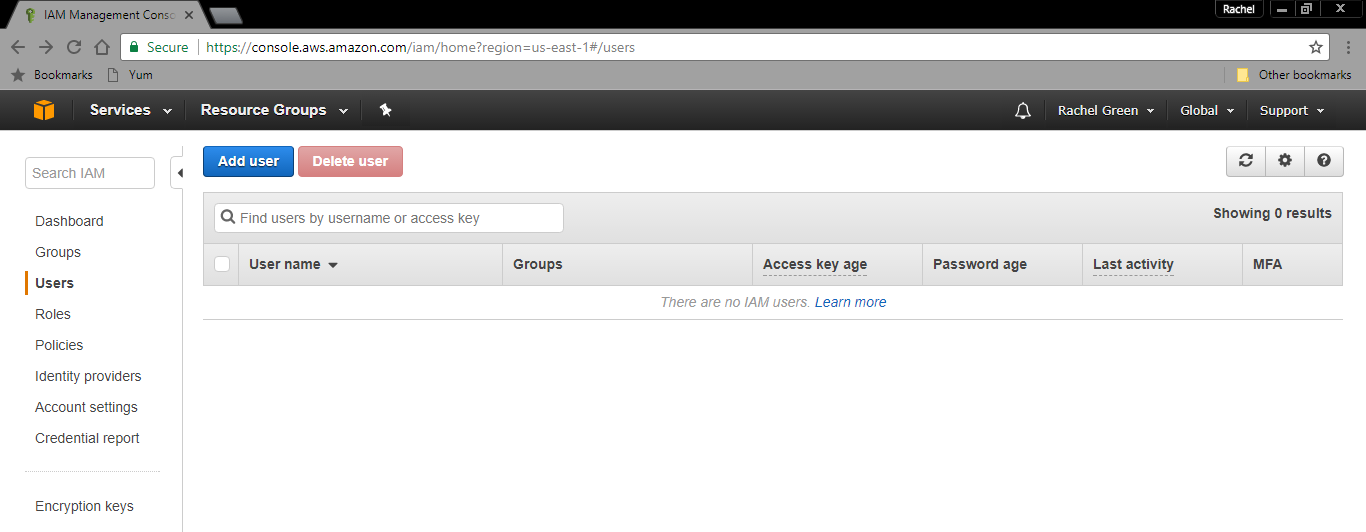 IAM Management Conso
Rachel
Secure https://console.aws.amazon.com/iam/home?region=us-east-1#/users
Bookmarks Yum Other bookmarks
Services Resource Groups Rachel Green Global Support
Search IAM
Dashboard
Groups
Users
Roles
Policies
Identity providers
Account settings
Credential report
Encryption keys
Add user Delete user
Find users by username or access key Showing 0 results
User name Groups Access key age Password age Last activity MFA
There are no IAM users. Learn more